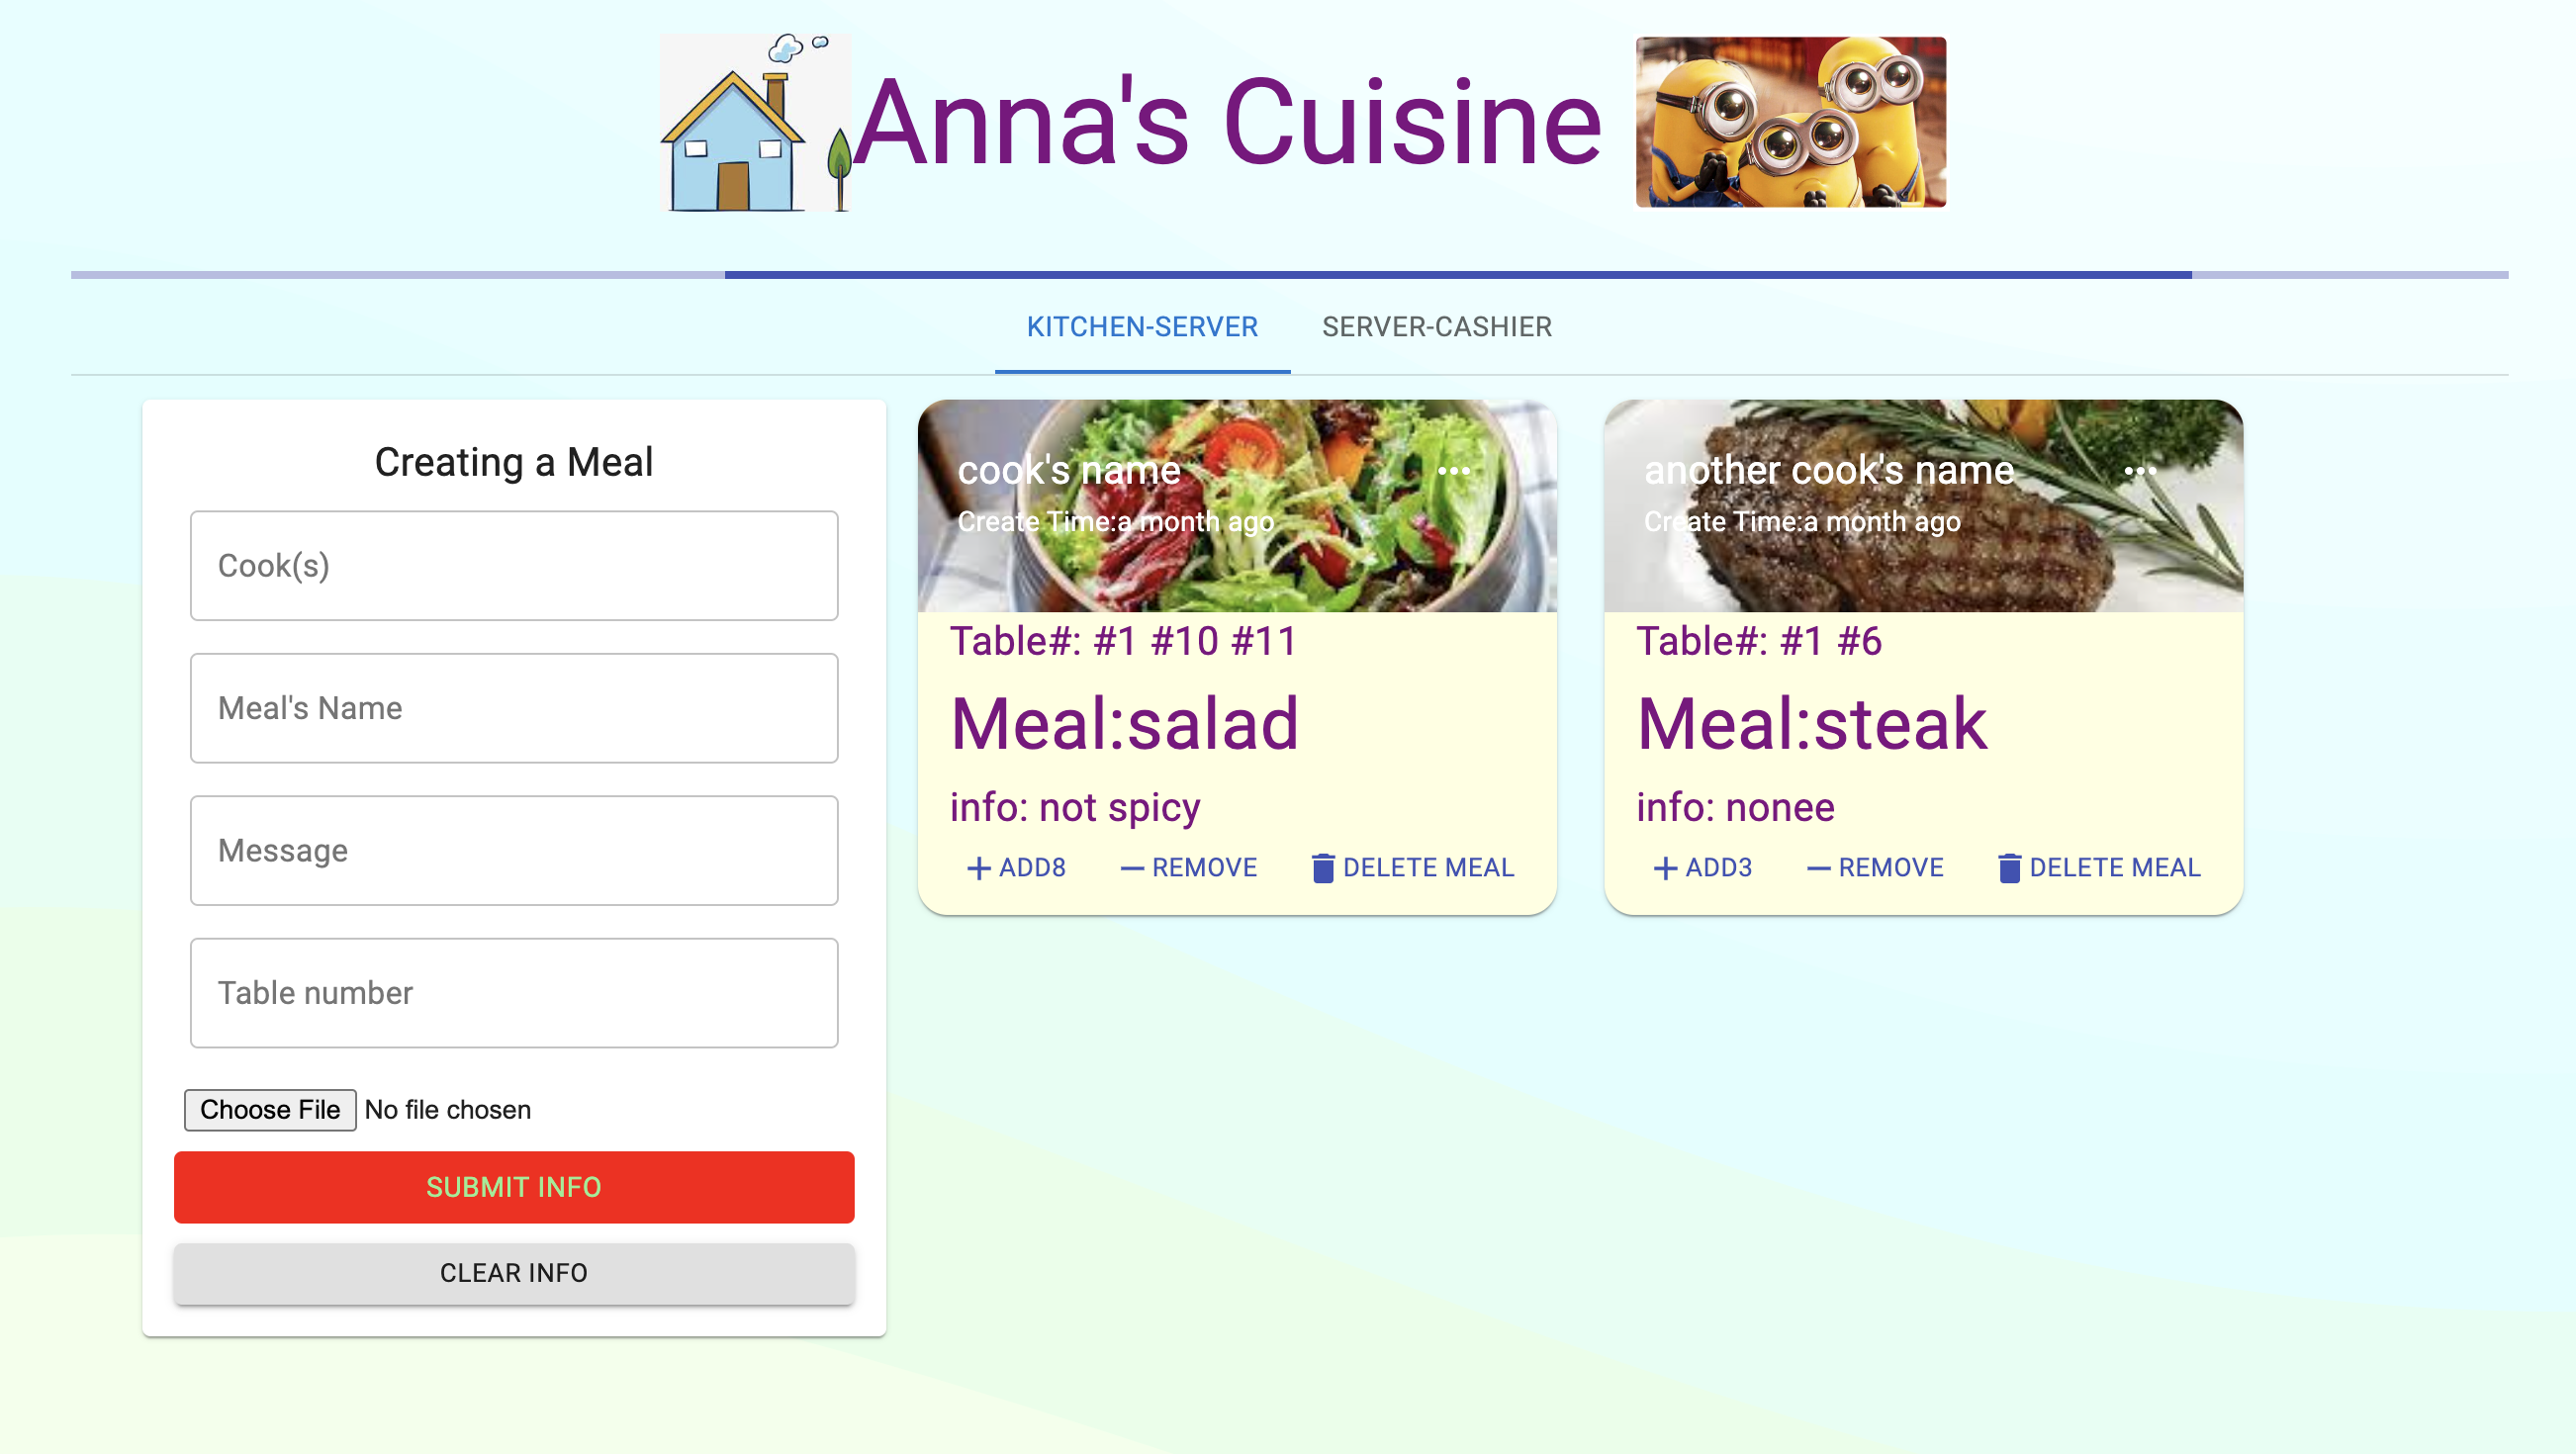 Anna's Cuisine
KITCHEN-SERVER SERVER-CASHIER
Creating a Meal
Cook(s)
Meal's Name
Message
Table number
Choose File No file chosen
SUBMIT INFO
CLEAR INFO
cook's name
Create Time:a month ago
Table#: #1 #10 #11
Meal:salad
info: not spicy
ADD8 REMOVE DELETE MEAL
another cook's name
Create Time:a month ago
Table#: #1 #6
Meal:steak
info: nonee
ADD3 REMOVE DELETE MEAL